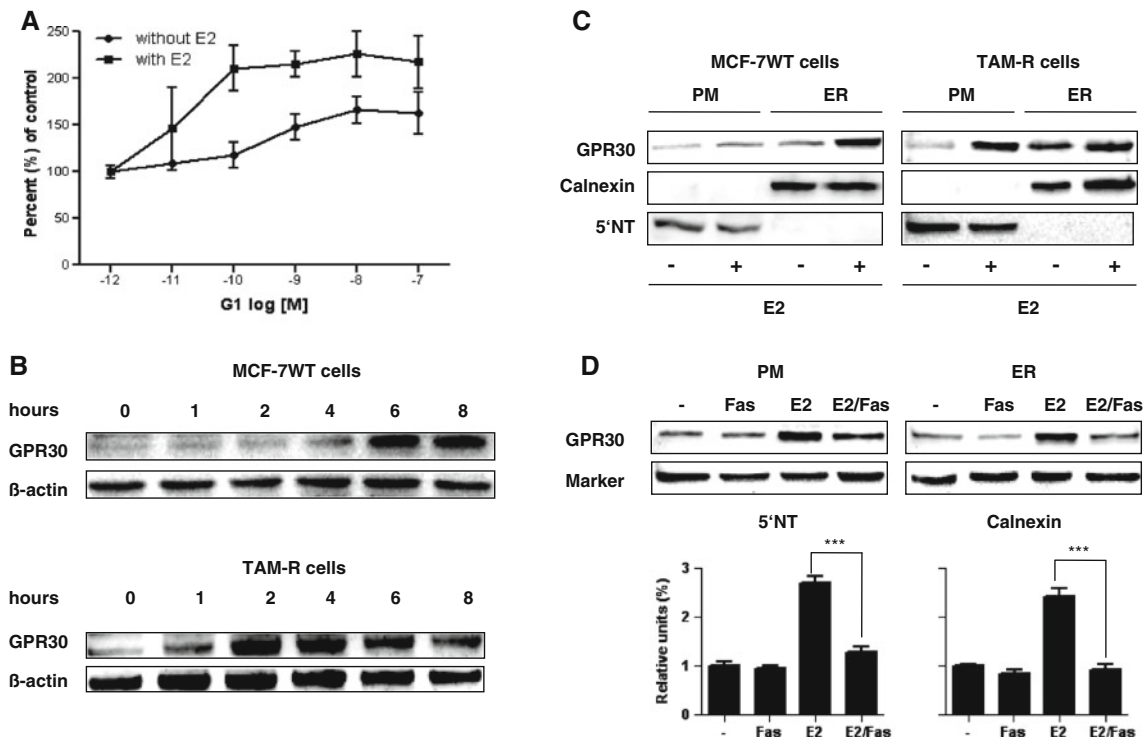 A
Percent (%) of control
250
200
150
100
50
0
without E2
with E2
-12 -11 -10 -9 -8 -7
G1 log [M]
B
MCF-7WT cells
hours 0 1 2 4 6 8
GPR30
ß-actin
TAM-R cells
hours 0 1 2 4 6 8
GPR30
ß-actin
C
MCF-7WT cells TAM-R cells
PM ER PM ER
GPR30
Calnexin
5‘NT
- + - + - + - +
E2 E2
D
PM ER
- Fas E2 E2/Fas - Fas E2 E2/Fas
GPR30
Marker
5‘NT Calnexin
*** ***
Relative units (%)
3
2
1
0
- Fas E2 E2/Fas - Fas E2 E2/Fas